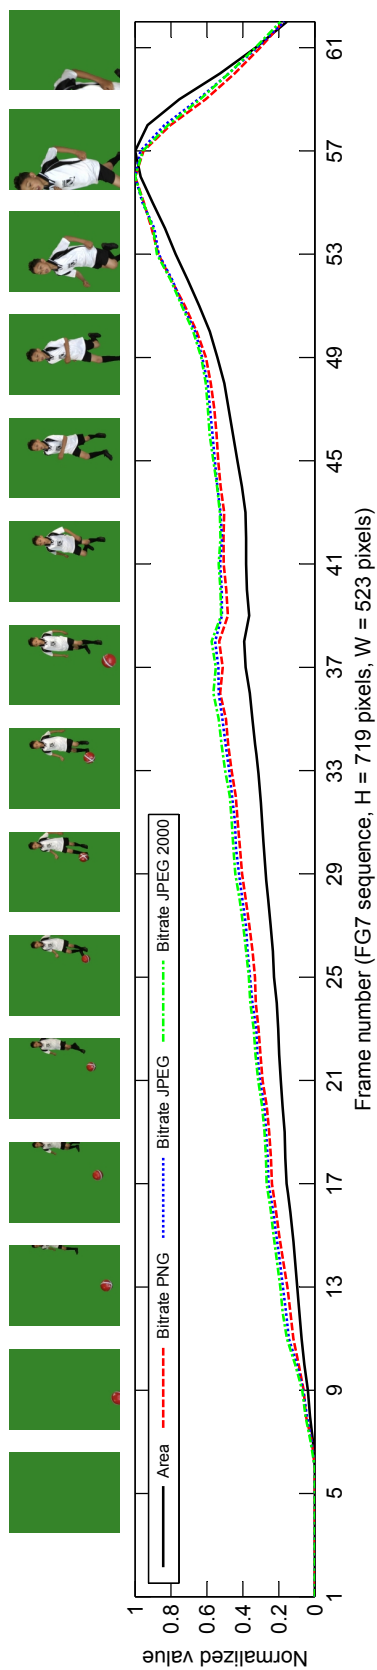 Normalized value
1
0.8
0.6
0.4
0.2
0
Area Bitrate PNG Bitrate JPEG Bitrate JPEG 2000
1 5 9 13 17 21 25 29 33 37 41 45 49 53 57 61
Frame number (FG7 sequence, H = 719 pixels, W = 523 pixels)